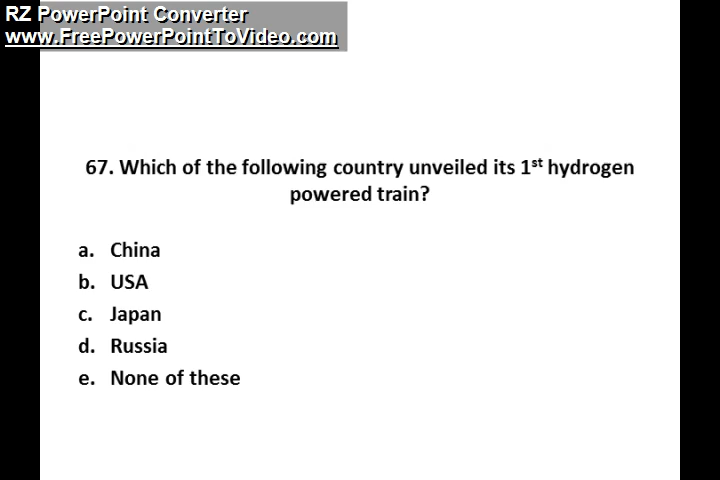 RZ PowerPoint Converter
www.FreePowerPointToVideo.com
67. Which of the following country unveiled its 1st hydrogen
powered train?
a. China
b. USA
c. Japan
d. Russia
e. None of these